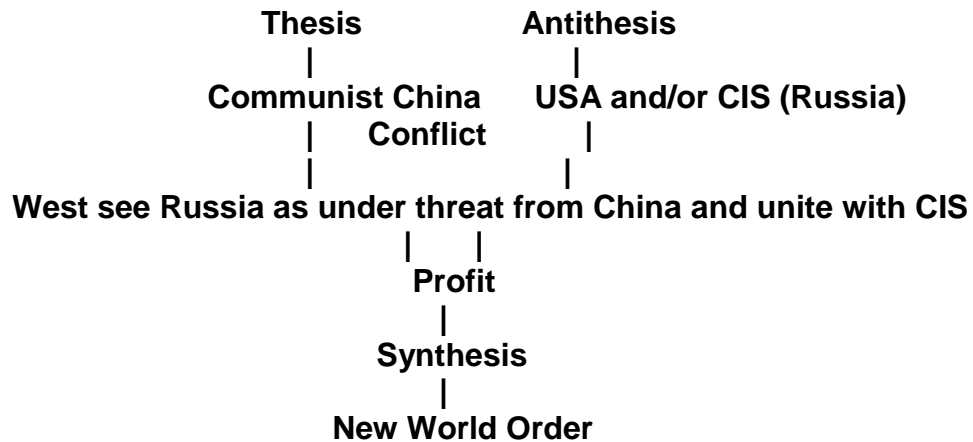 Thesis Antithesis
| |
Communist China USA and/or CIS (Russia)
| Conflict |
| |
West see Russia as under threat from China and unite with CIS
| |
Profit
|
Synthesis
|
New World Order